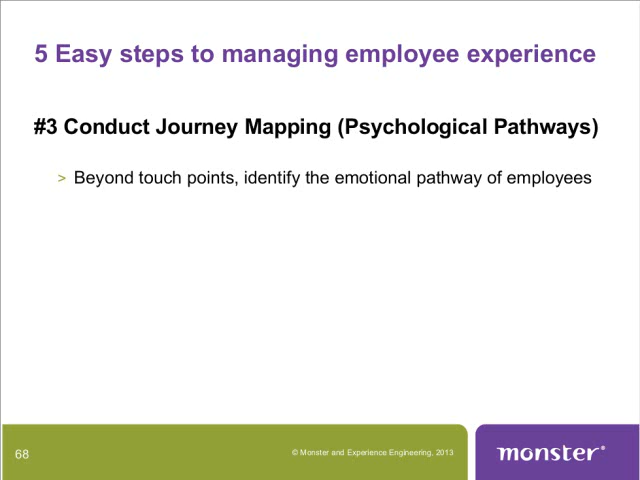 5 Easy steps to managing employee experience
#3 Conduct Journey Mapping (Psychological Pathways)
> Beyond touch points, identify the emotional pathway of employees
68
© Monster and Experience Engineering, 2013
monster®